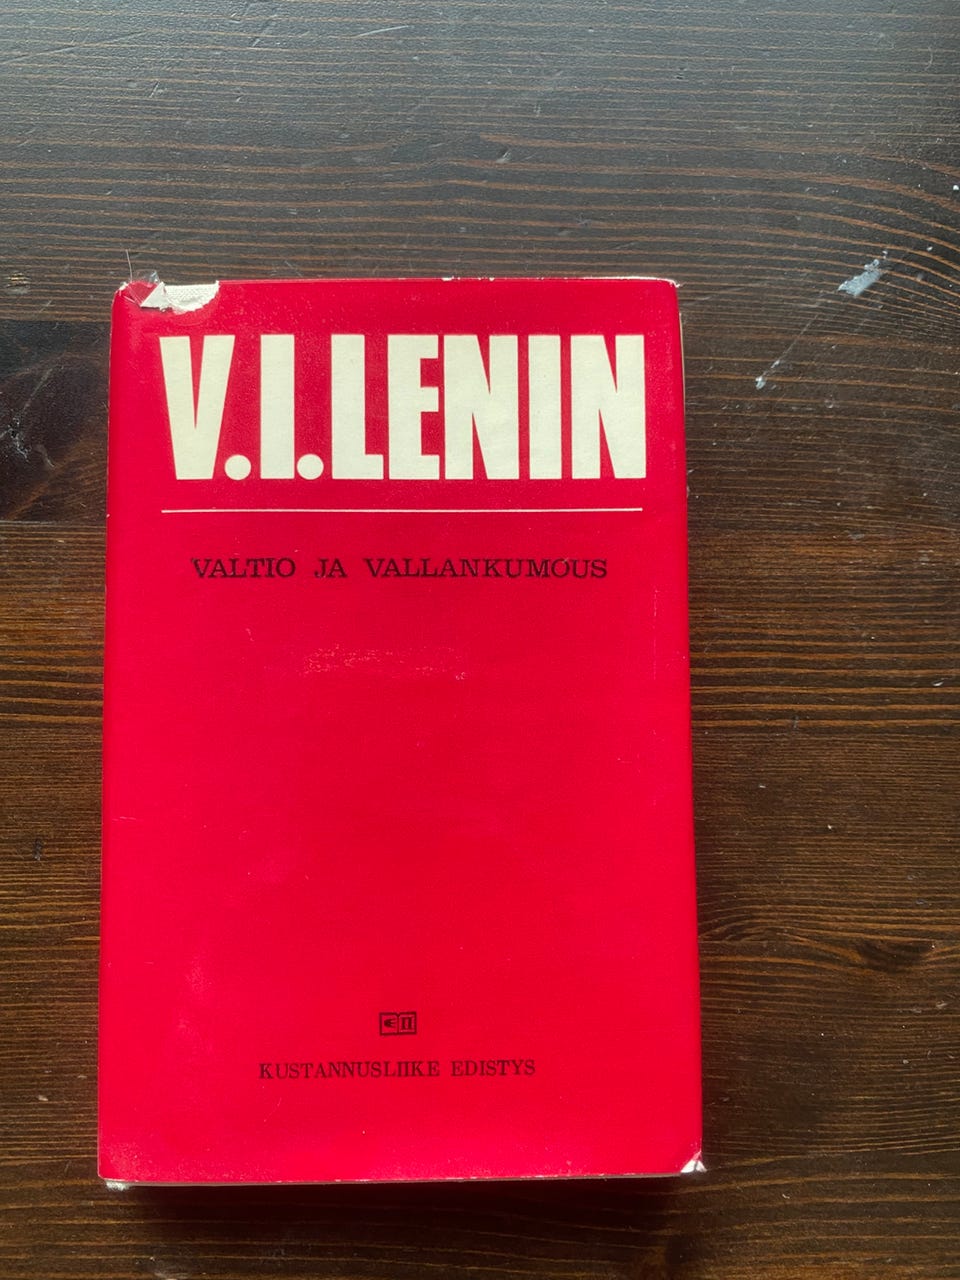 V.I.LENIN
VALTIO JA VALLANKUMOUS
KUSTANNUSLIIKE EDISTYS